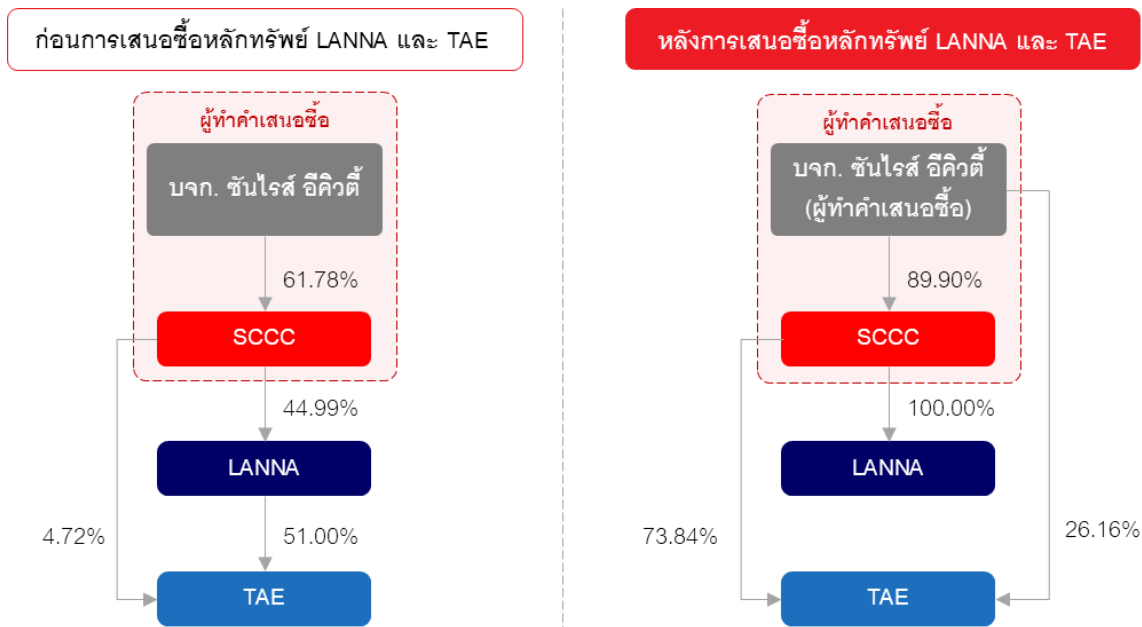 ก่อนการเสนอซื้อหลักทรัพย์ LANNA และ TAE
ผู้ทำคำเสนอซื้อ
บจก. ซันไรส์ อีคิวตี้
61.78%
SCCC
44.99%
LANNA
4.72%
51.00%
TAE
หลังการเสนอซื้อหลักทรัพย์ LANNA และ TAE
ผู้ทำคำเสนอซื้อ
บจก. ซันไรส์ อีคิวตี้
(ผู้ทำคำเสนอซื้อ)
89.90%
SCCC
100.00%
LANNA
73.84%
26.16%
TAE